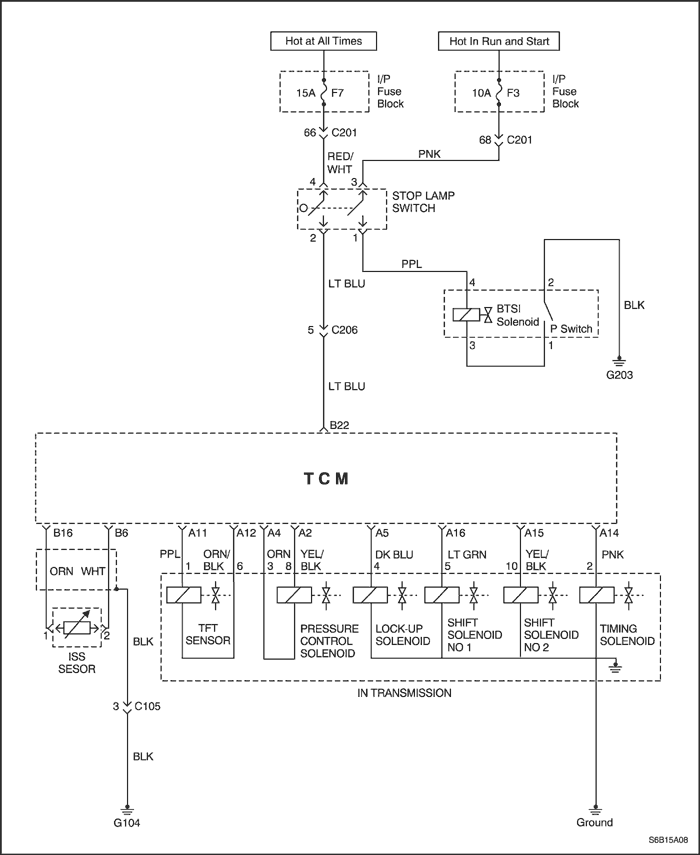 Hot at All Times
Hot In Run and Start
15A F7
I/P
Fuse
Block
10A F3
I/P
Fuse
Block
66 C201
68 C201
RED/
WHT
PNK
4 3
STOP LAMP
SWITCH
2 1
PPL
LT BLU
4 2
BTSI
Solenoid
P Switch
BLK
3 1
G203
5 C206
LT BLU
B22
TCM
B16 B6 A11 A12 A4 A2 A5 A16 A15 A14
ORN WHT
PPL
1
ORN/
BLK
6
ORN
3
YEL/
BLK
8
DK BLU
4
LT GRN
5
YEL/
BLK
10
PNK
2
TFT
SENSOR
PRESSURE
CONTROL
SOLENOID
LOCK-UP
SOLENOID
SHIFT
SOLENOID
NO 1
SHIFT
SOLENOID
NO 2
TIMING
SOLENOID
1 2
ISS
SESOR
BLK
IN TRANSMISSION
3 C105
BLK
G104
Ground
S6B15A08